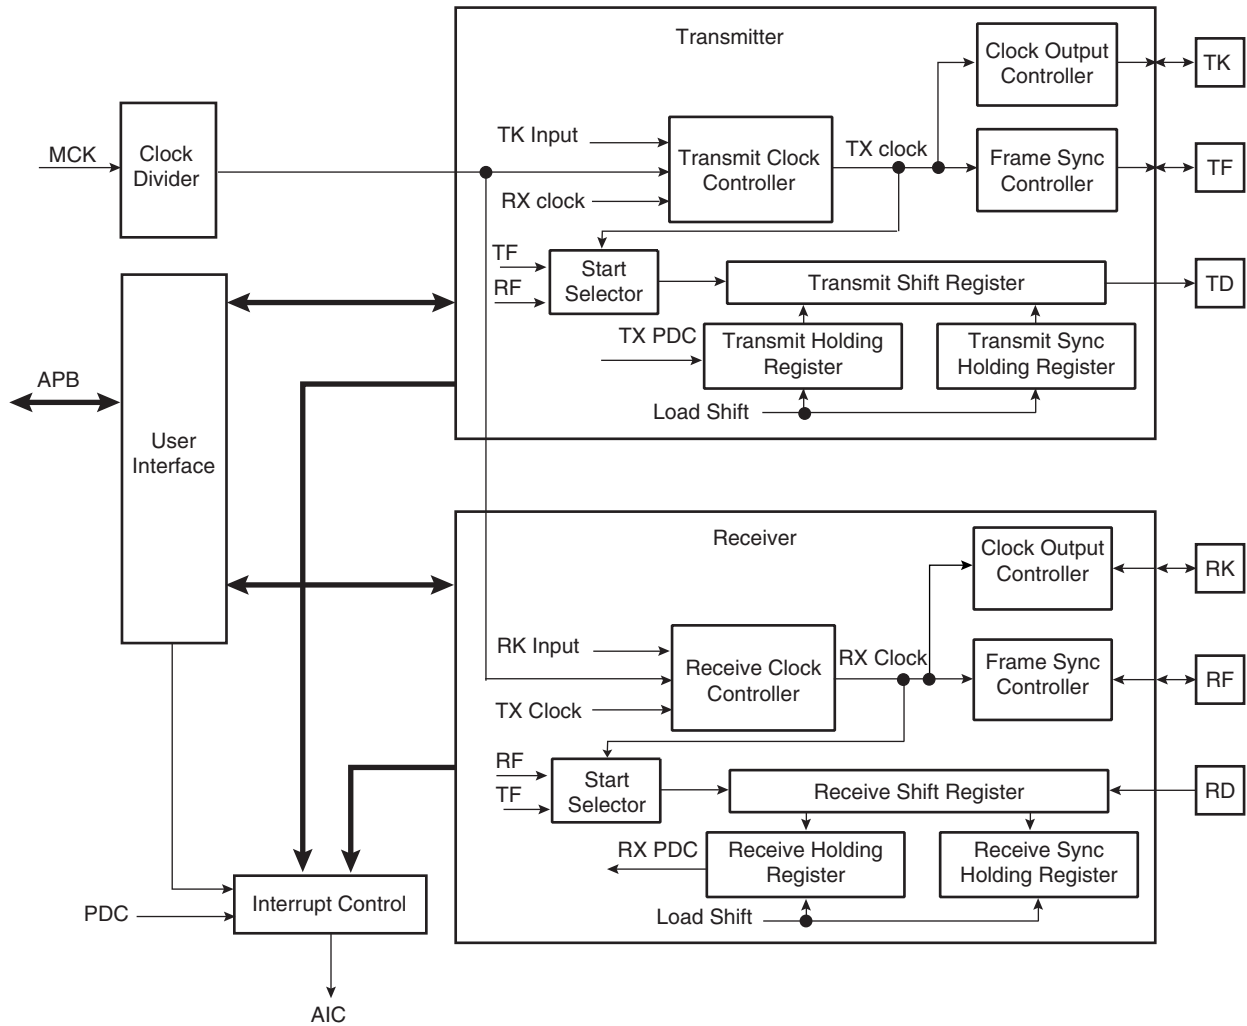 Transmitter
Clock Output
Controller
TK
MCK
Clock
Divider
TK Input
Transmit Clock
Controller
TX clock
Frame Sync
Controller
TF
RX clock
TF
RF
Start
Selector
Transmit Shift Register
TD
TX PDC
Transmit Holding
Register
Transmit Sync
Holding Register
Load Shift
APB
User
Interface
Receiver
Clock Output
Controller
RK
RK Input
Receive Clock
Controller
RX Clock
Frame Sync
Controller
RF
TX Clock
RF
TF
Start
Selector
Receive Shift Register
RD
RX PDC
Receive Holding
Register
Receive Sync
Holding Register
Load Shift
PDC
Interrupt Control
AIC